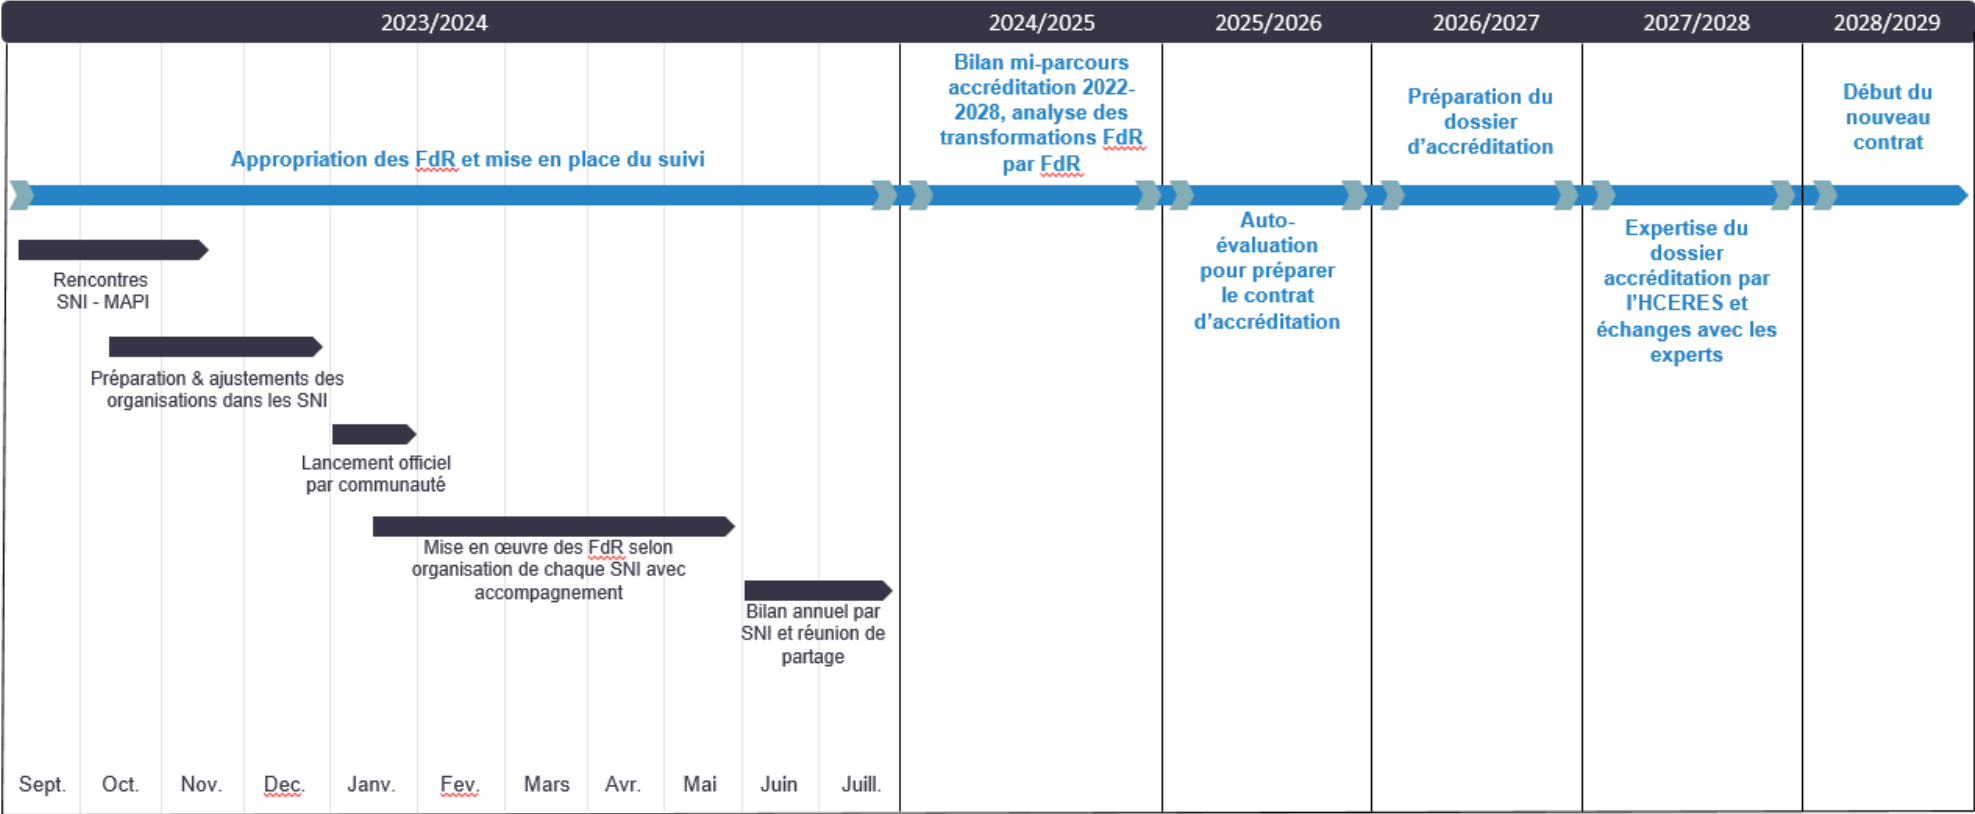 2023/2024
2024/2025
2025/2026
2026/2027
2027/2028
2028/2029
Appropriation des FdR et mise en place du suivi
Bilan mi-parcours
accréditation 2022-
2028, analyse des
transformations FdR
par FdR
Auto-
évaluation
pour préparer
le contrat
d’accréditation
Préparation du
dossier
d’accréditation
Expertise du
dossier
accréditation par
l’HCERES et
échanges avec les
experts
Début du
nouveau
contrat
Rencontres
SNI - MAPI
Préparation & ajustements des
organisations dans les SNI
Lancement officiel
par communauté
Mise en œuvre des FdR selon
organisation de chaque SNI avec
accompagnement
Bilan annuel par
SNI et réunion de
partage
Sept.
Oct.
Nov.
Dec.
Janv.
Fev.
Mars
Avr.
Mai
Juin
Juill.